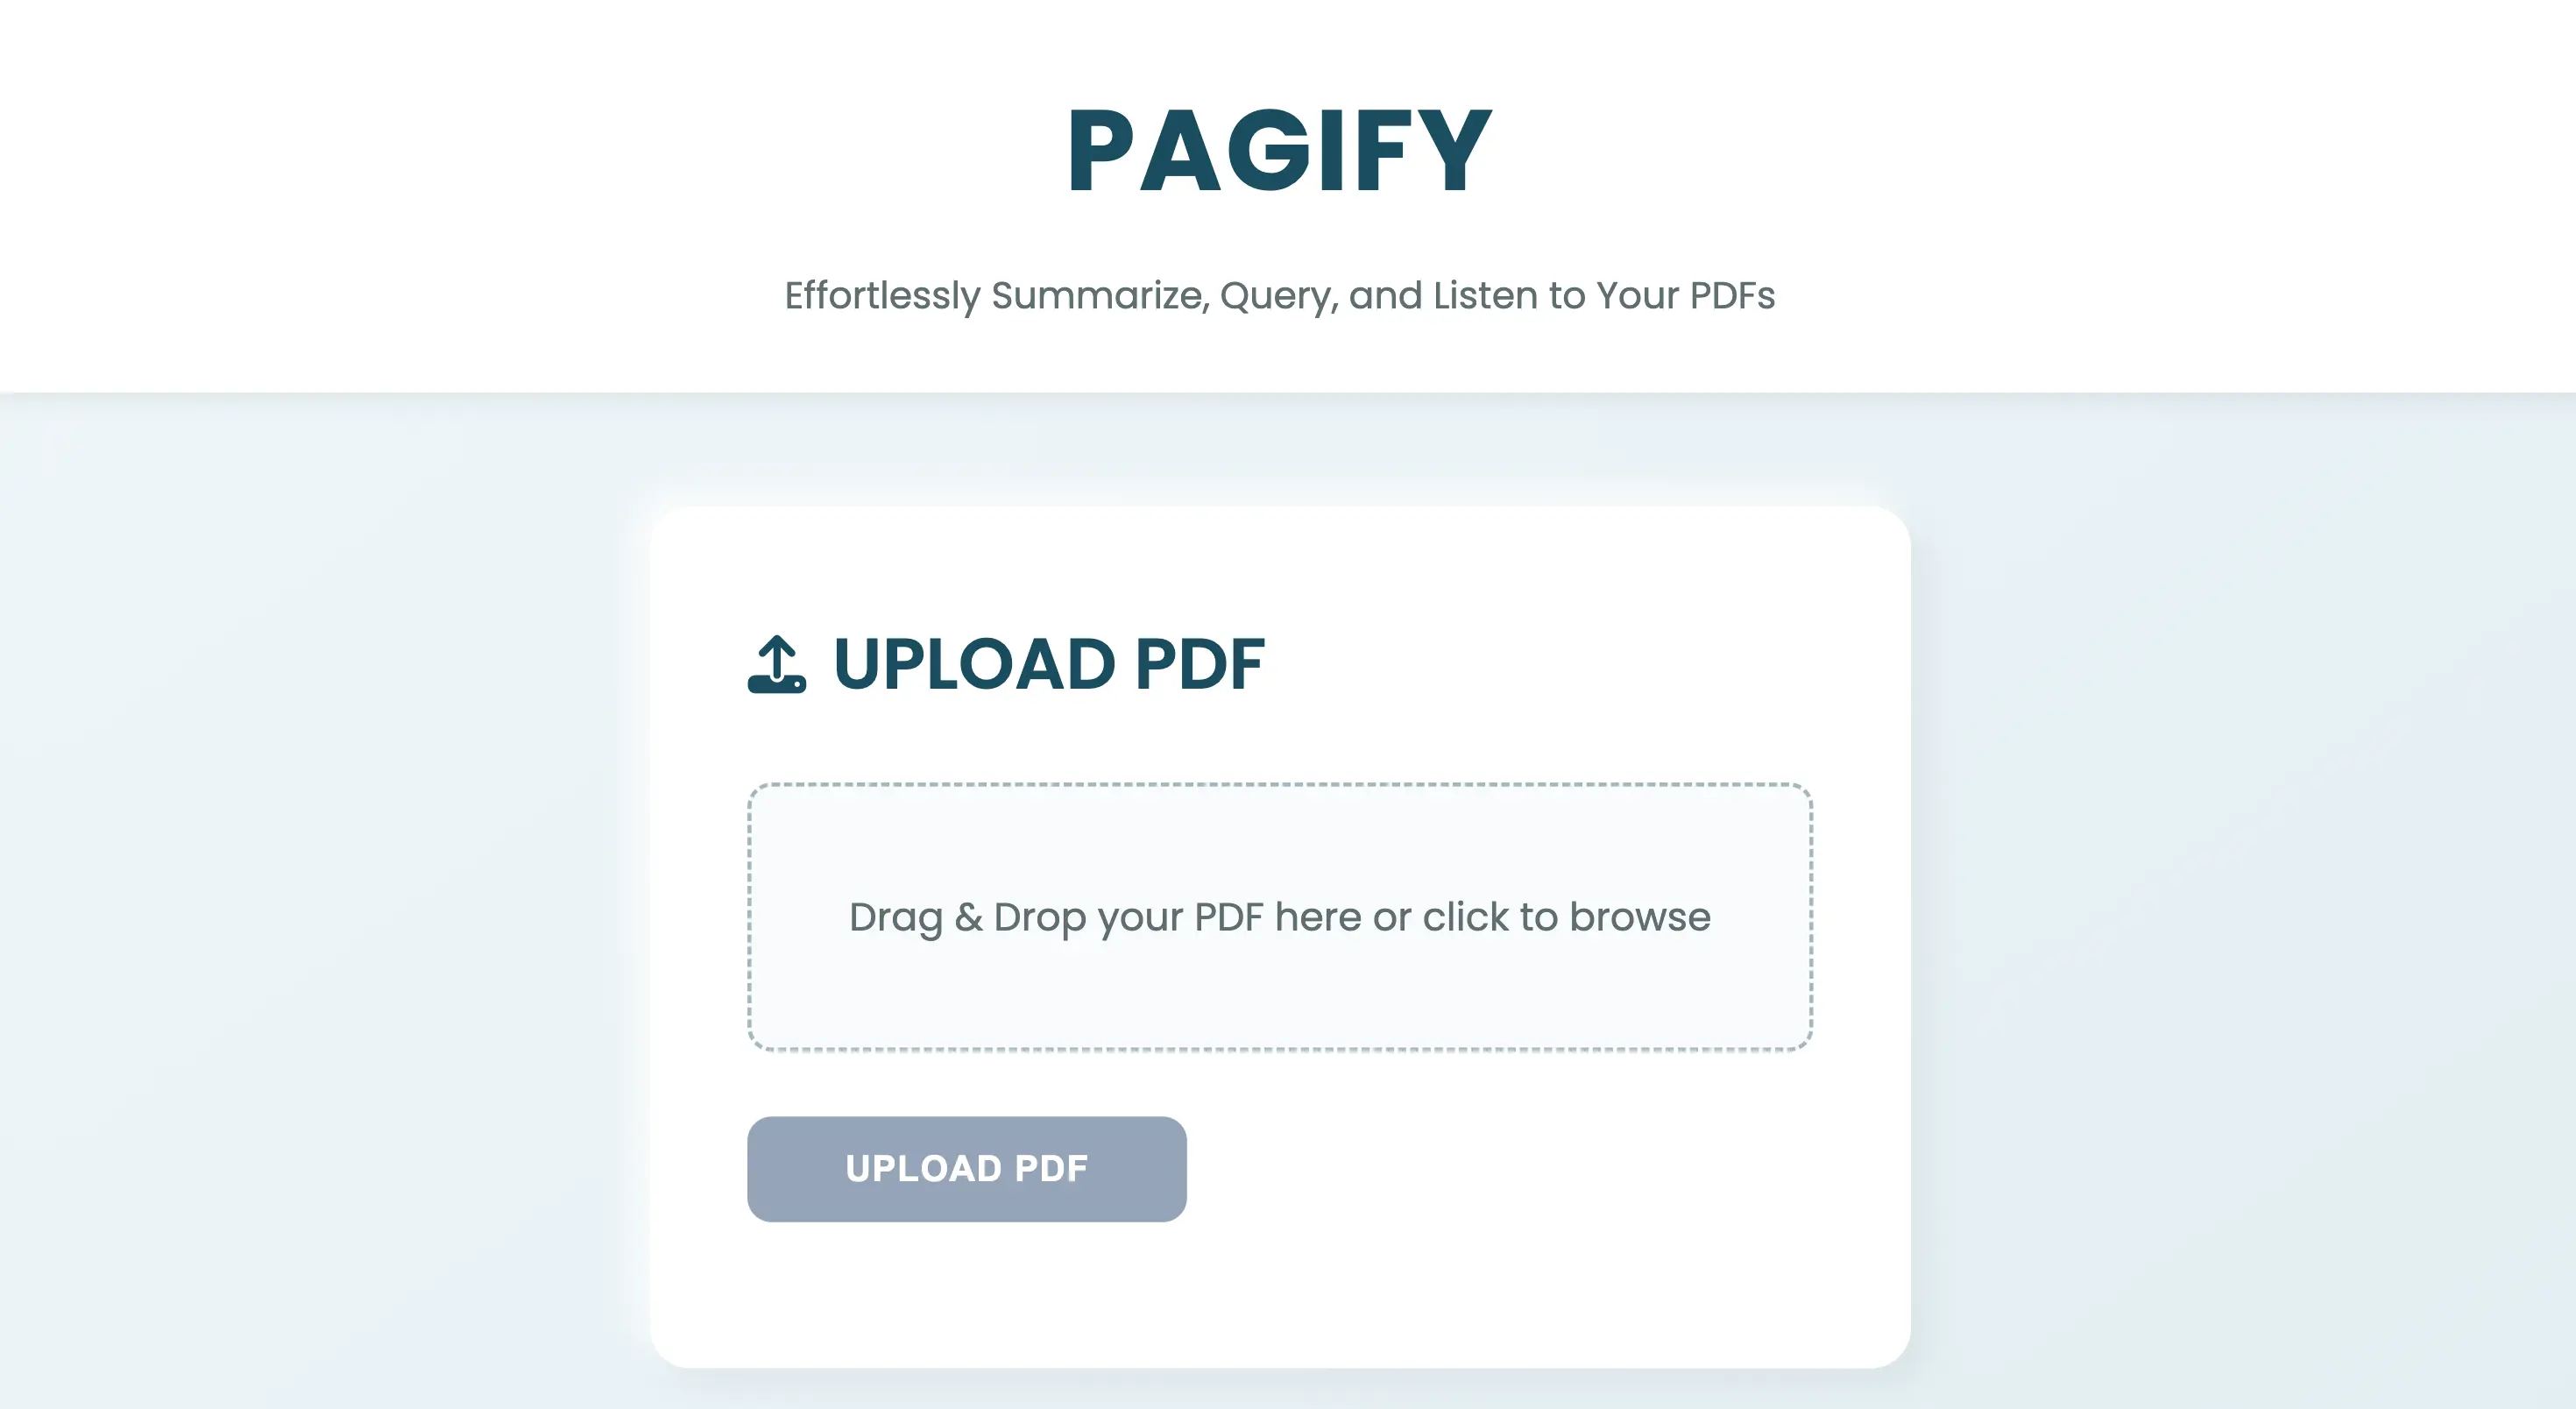 PAGIFY
Effortlessly Summarize, Query, and Listen to Your PDFs
UPLOAD PDF
Drag & Drop your PDF here or click to browse
UPLOAD PDF